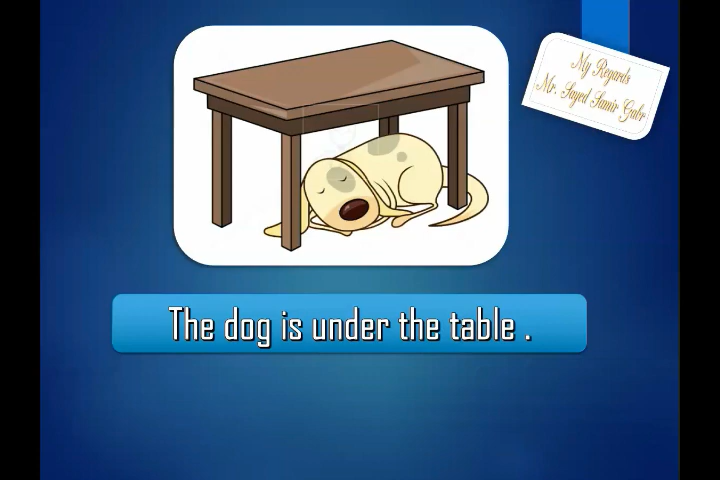 My Regards
Mr. Sayed Samir Gabr
The dog is under the table .